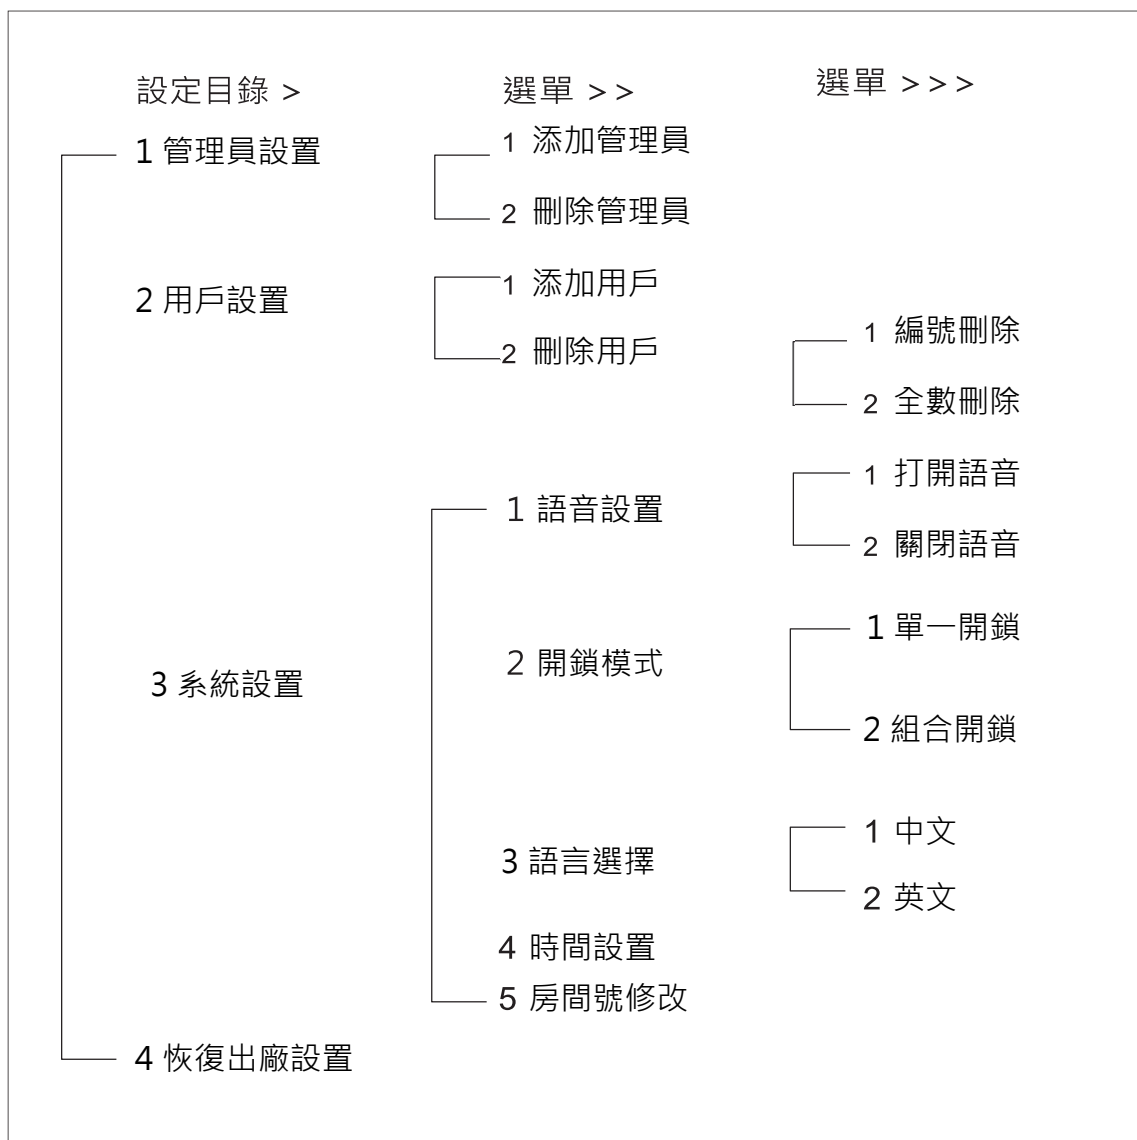 設定目錄 >
選單 >>
選單 >>>
1 管理員設置
1 添加管理員
2 刪除管理員
2 用戶設置
1 添加用戶
2 刪除用戶
1 編號刪除
2 全數刪除
3 系統設置
1 語音設置
1 打開語音
2 關閉語音
2 開鎖模式
1 單一開鎖
2 組合開鎖
3 語言選擇
1 中文
2 英文
4 時間設置
5 房間號修改
4 恢復出廠設置